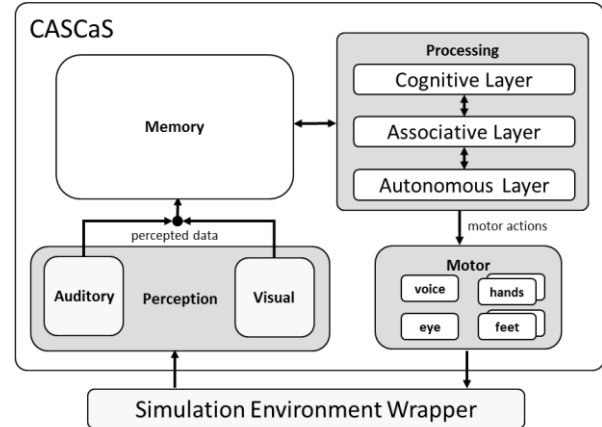 CASCaS
Processing
Cognitive Layer
Associative Layer
Autonomous Layer
Memory
percepted data
motor actions
Auditory
Perception
Visual
Motor
voice
hands
eye
feet
Simulation Environment Wrapper